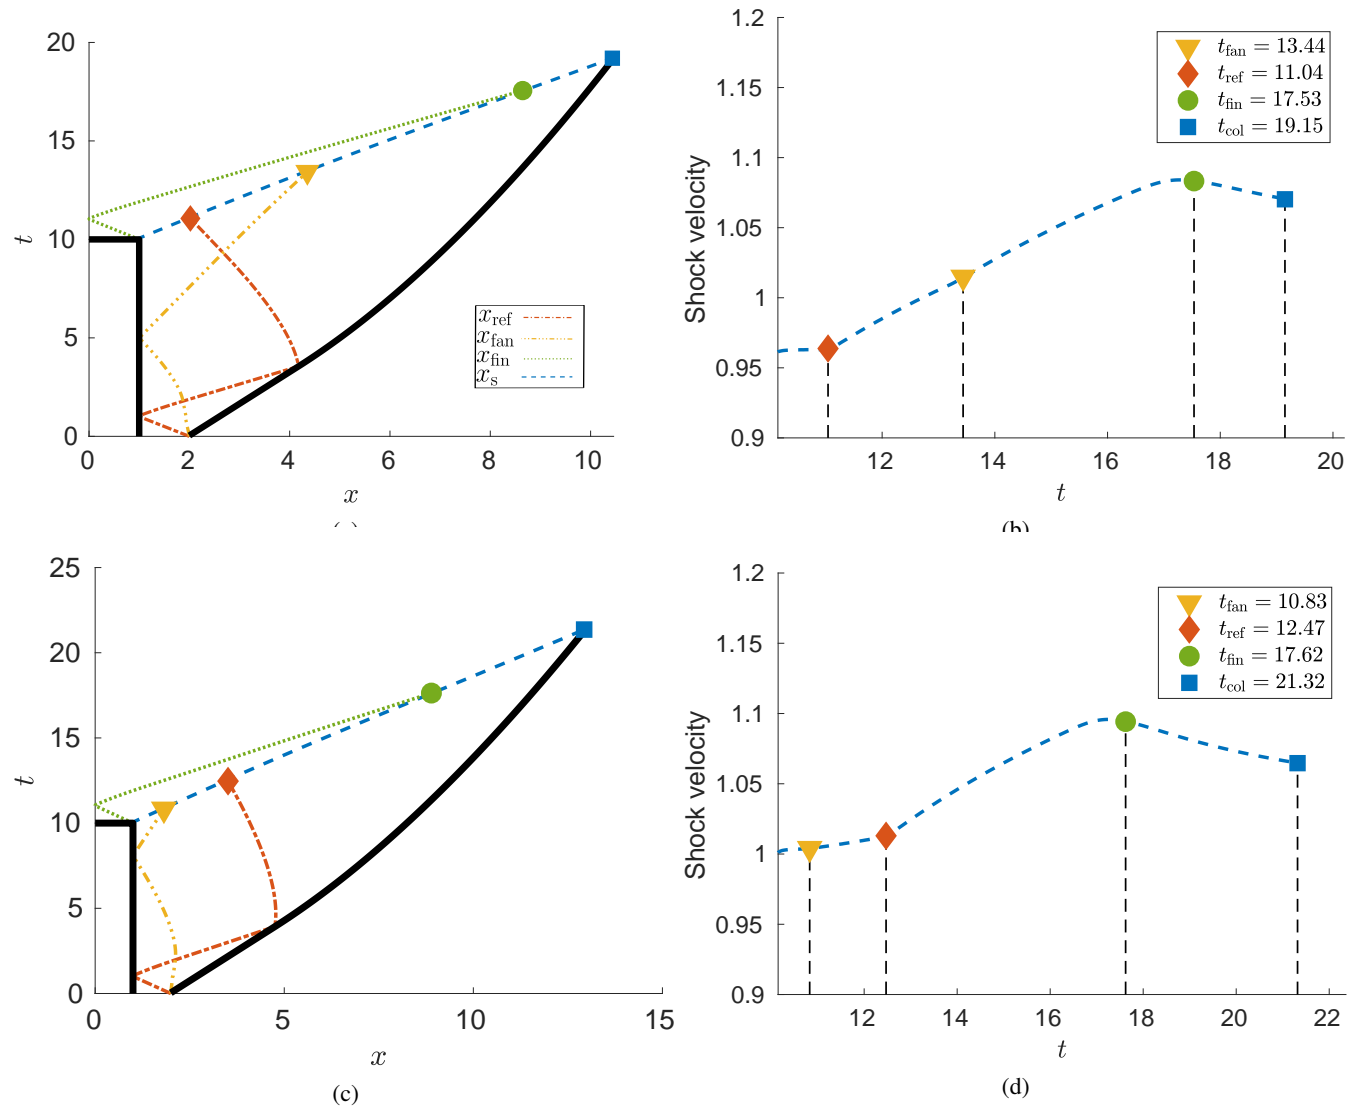 20
15
10
5
0
t
0
2
4
6
8
10
x
x_ref
x_fan
x_fin
x_s
1.2
1.15
1.1
1.05
1
0.95
0.9
Shock velocity
12
14
16
18
20
t
t_fan = 13.44
t_ref = 11.04
t_fin = 17.53
t_col = 19.15
(b)
25
20
15
10
5
0
t
0
5
10
15
x
(c)
1.2
1.15
1.1
1.05
1
0.95
0.9
Shock velocity
12
14
16
18
20
22
t
t_fan = 10.83
t_ref = 12.47
t_fin = 17.62
t_col = 21.32
(d)